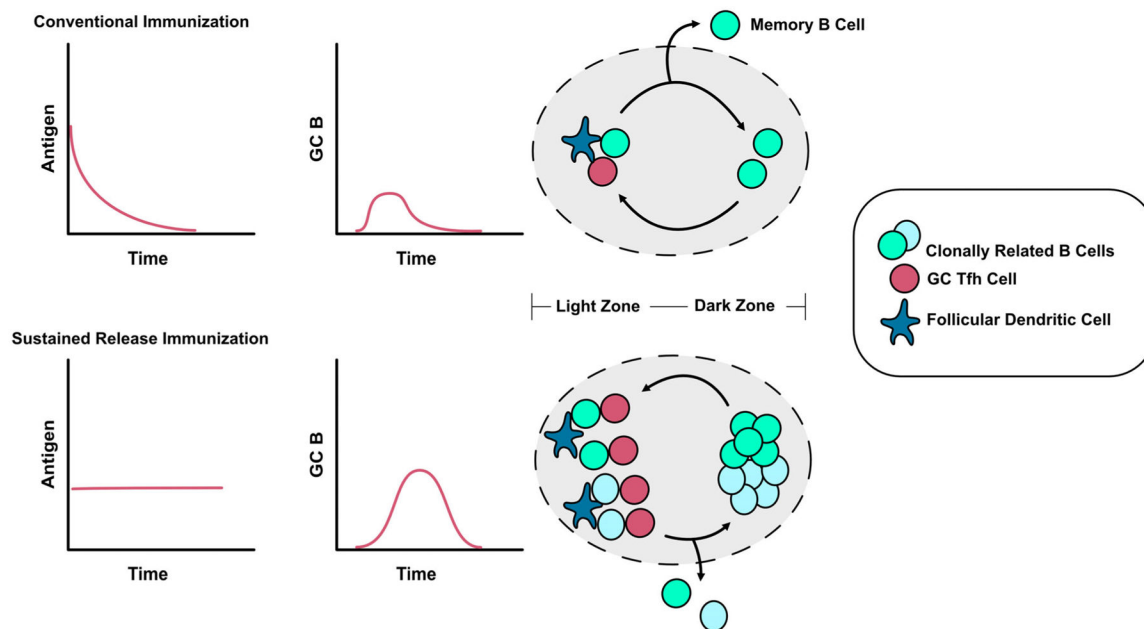 Conventional Immunization
Antigen
Time
GC B
Time
Memory B Cell
Light Zone
Dark Zone
Sustained Release Immunization
Antigen
Time
GC B
Time
Clonally Related B Cells
GC Tfh Cell
Follicular Dendritic Cell